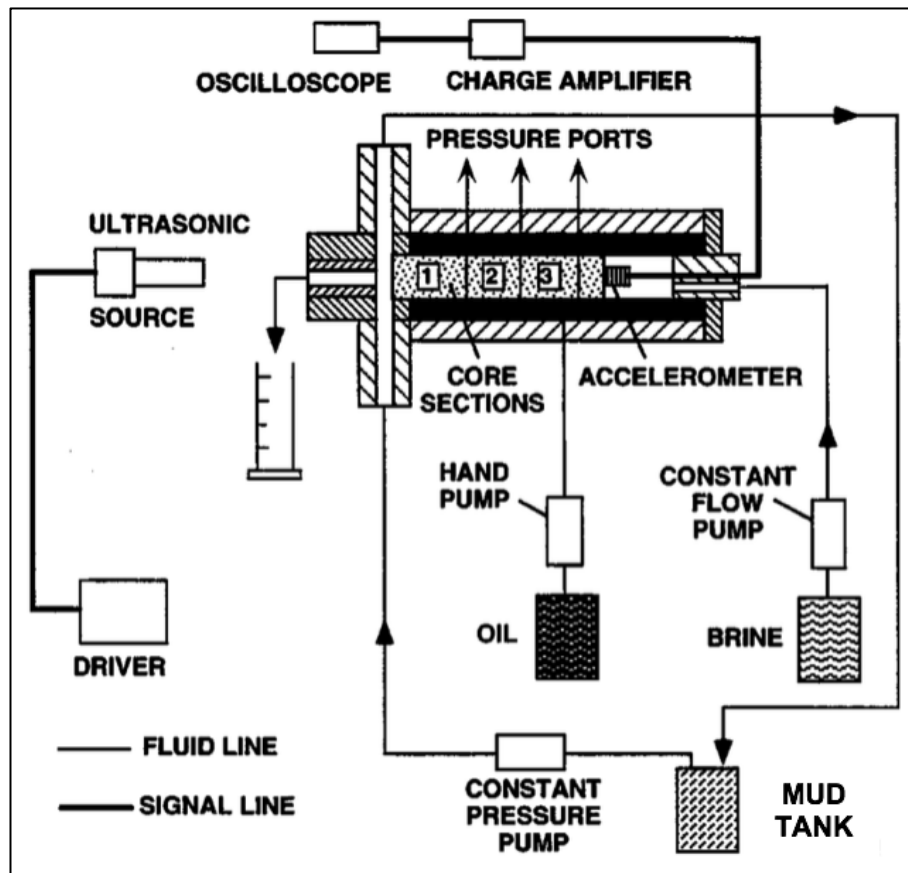 OSCILLOSCOPE
CHARGE AMPLIFIER
PRESSURE PORTS
ULTRASONIC
SOURCE
1 2 3
CORE
SECTIONS
ACCELEROMETER
HAND
PUMP
CONSTANT
FLOW
PUMP
OIL
BRINE
DRIVER
FLUID LINE
SIGNAL LINE
CONSTANT
PRESSURE
PUMP
MUD
TANK